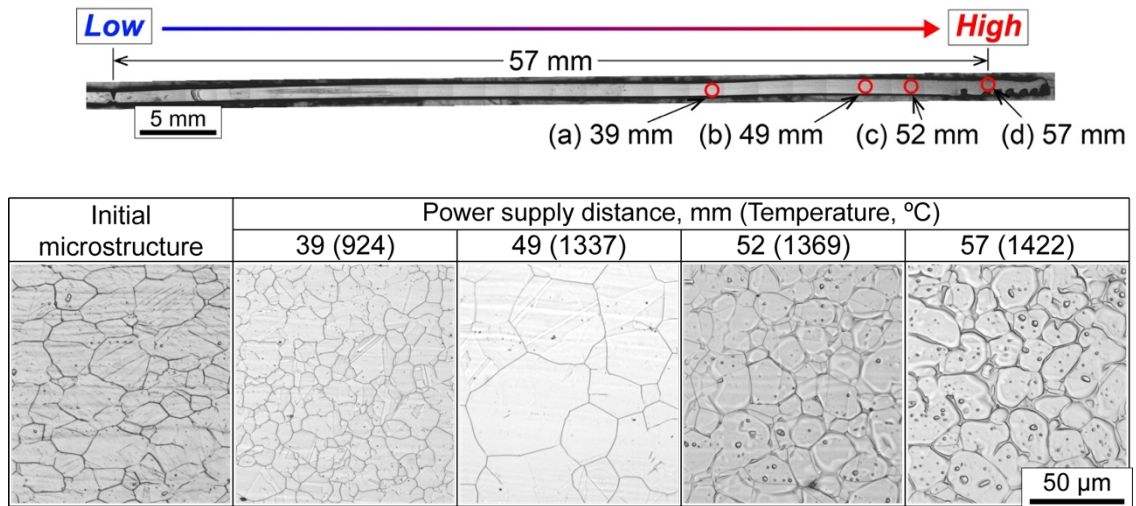 Low
High
57 mm
5 mm
(a) 39 mm
(b) 49 mm
(c) 52 mm
(d) 57 mm
Initial
microstructure
Power supply distance, mm (Temperature, ºC)
39 (924)
49 (1337)
52 (1369)
57 (1422)
50 µm